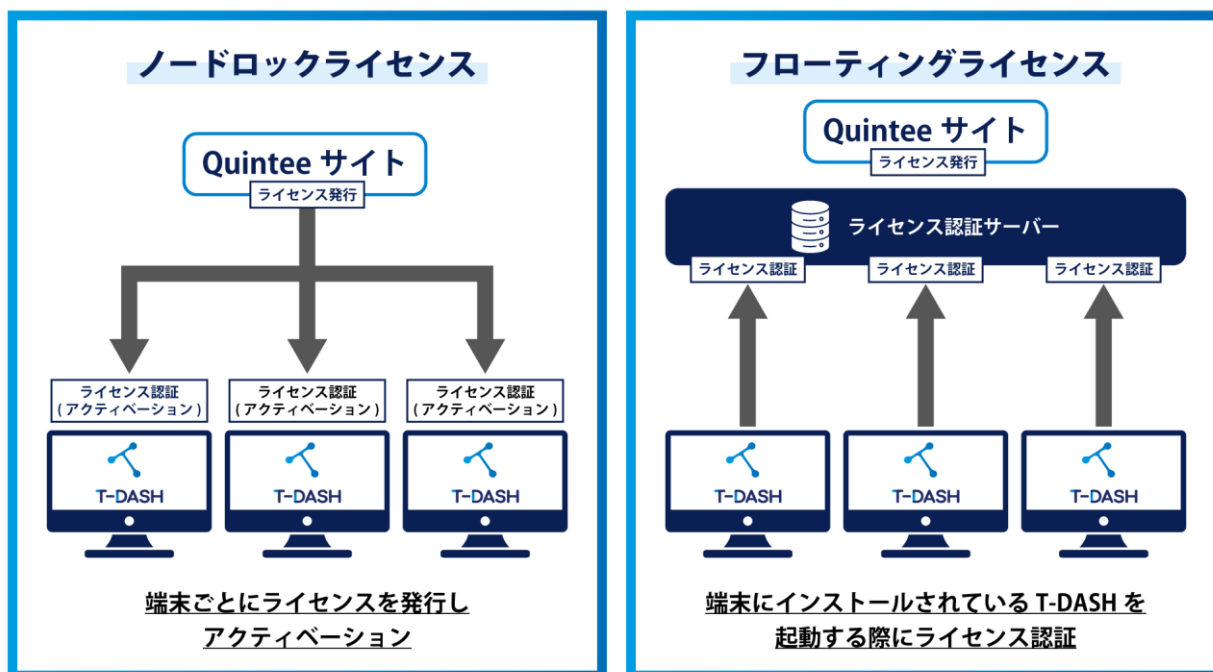 ノードロックライセンス
Quintee サイト
ライセンス発行
ライセンス認証
( アクティベーション )
ライセンス認証
( アクティベーション )
ライセンス認証
( アクティベーション )
T-DASH
T-DASH
T-DASH
端末ごとにライセンスを発行し
アクティベーション
フローティングライセンス
Quintee サイト
ライセンス発行
ライセンス認証サーバー
ライセンス認証
ライセンス認証
ライセンス認証
T-DASH
T-DASH
T-DASH
端末にインストールされている T-DASH を
起動する際にライセンス認証